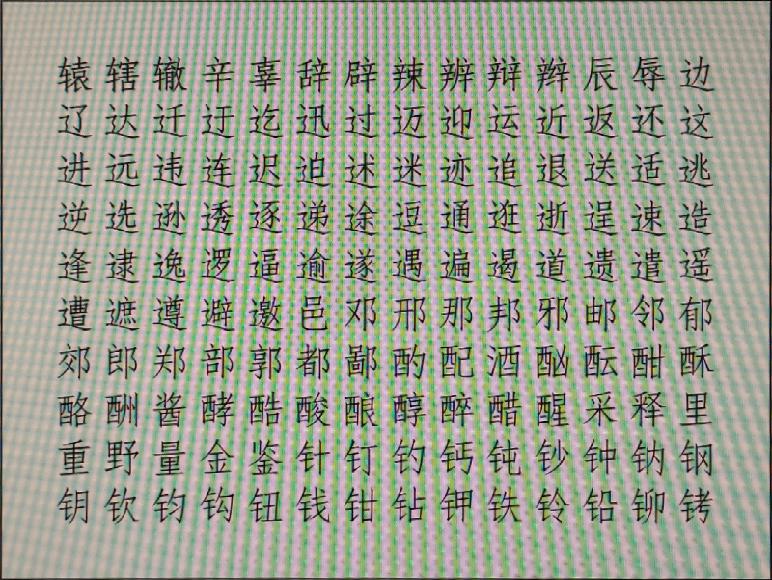 辕辖辙辛辜辞辟辣辨辩辫辰辱边
辽达迁迂迄迅过迈迎运近返还这
进远违连迟迫述迷迹追退送适逃
逆选逊透逐递途逗通逛逝逞速造
逢逮逸逻逼逾遂遇遍遏道遗遣遥
遭遮遵避邀邑邓邢那邦邪邮邻郁
郊郎郑部郭都鄙酌配酒酗酝酣酥
酪酬酱酵酷酸酿醇醉醋醒采释里
重野量金鉴针钉钓钙钝钞钟钠钢
钥钦钧钩钮钱钳钻钾铁铃铅铆铐